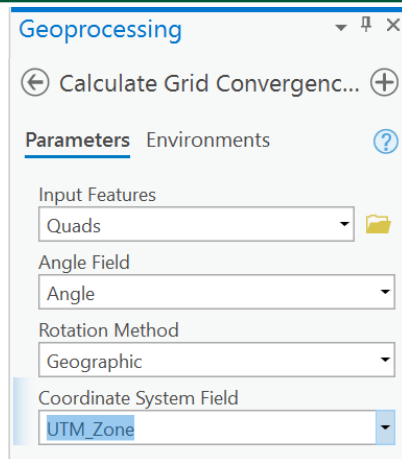 Geoprocessing
Calculate Grid Convergenc...
Parameters Environments
Input Features
Quads
Angle Field
Angle
Rotation Method
Geographic
Coordinate System Field
UTM_Zone